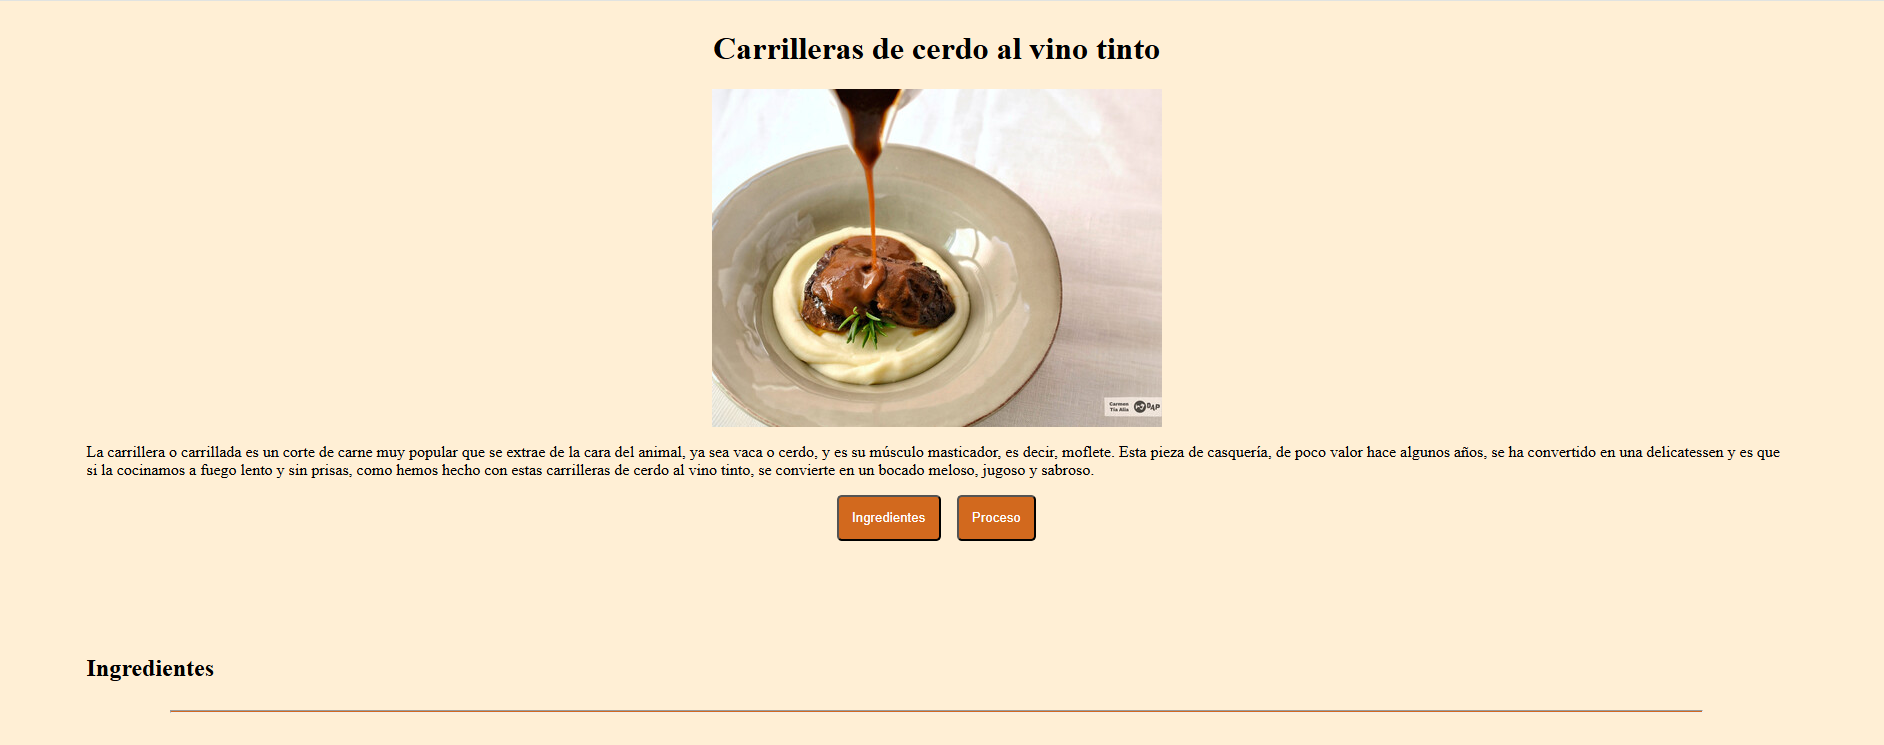 Carrilleras de cerdo al vino tinto
Carmen
Tía Alia
DAP
La carrillera o carrillada es un corte de carne muy popular que se extrae de la cara del animal, ya sea vaca o cerdo, y es su músculo masticador, es decir, moflete. Esta pieza de casquería, de poco valor hace algunos años, se ha convertido en una delicatessen y es que
si la cocinamos a fuego lento y sin prisas, como hemos hecho con estas carrilleras de cerdo al vino tinto, se convierte en un bocado meloso, jugoso y sabroso.
Ingredientes
Proceso
Ingredientes